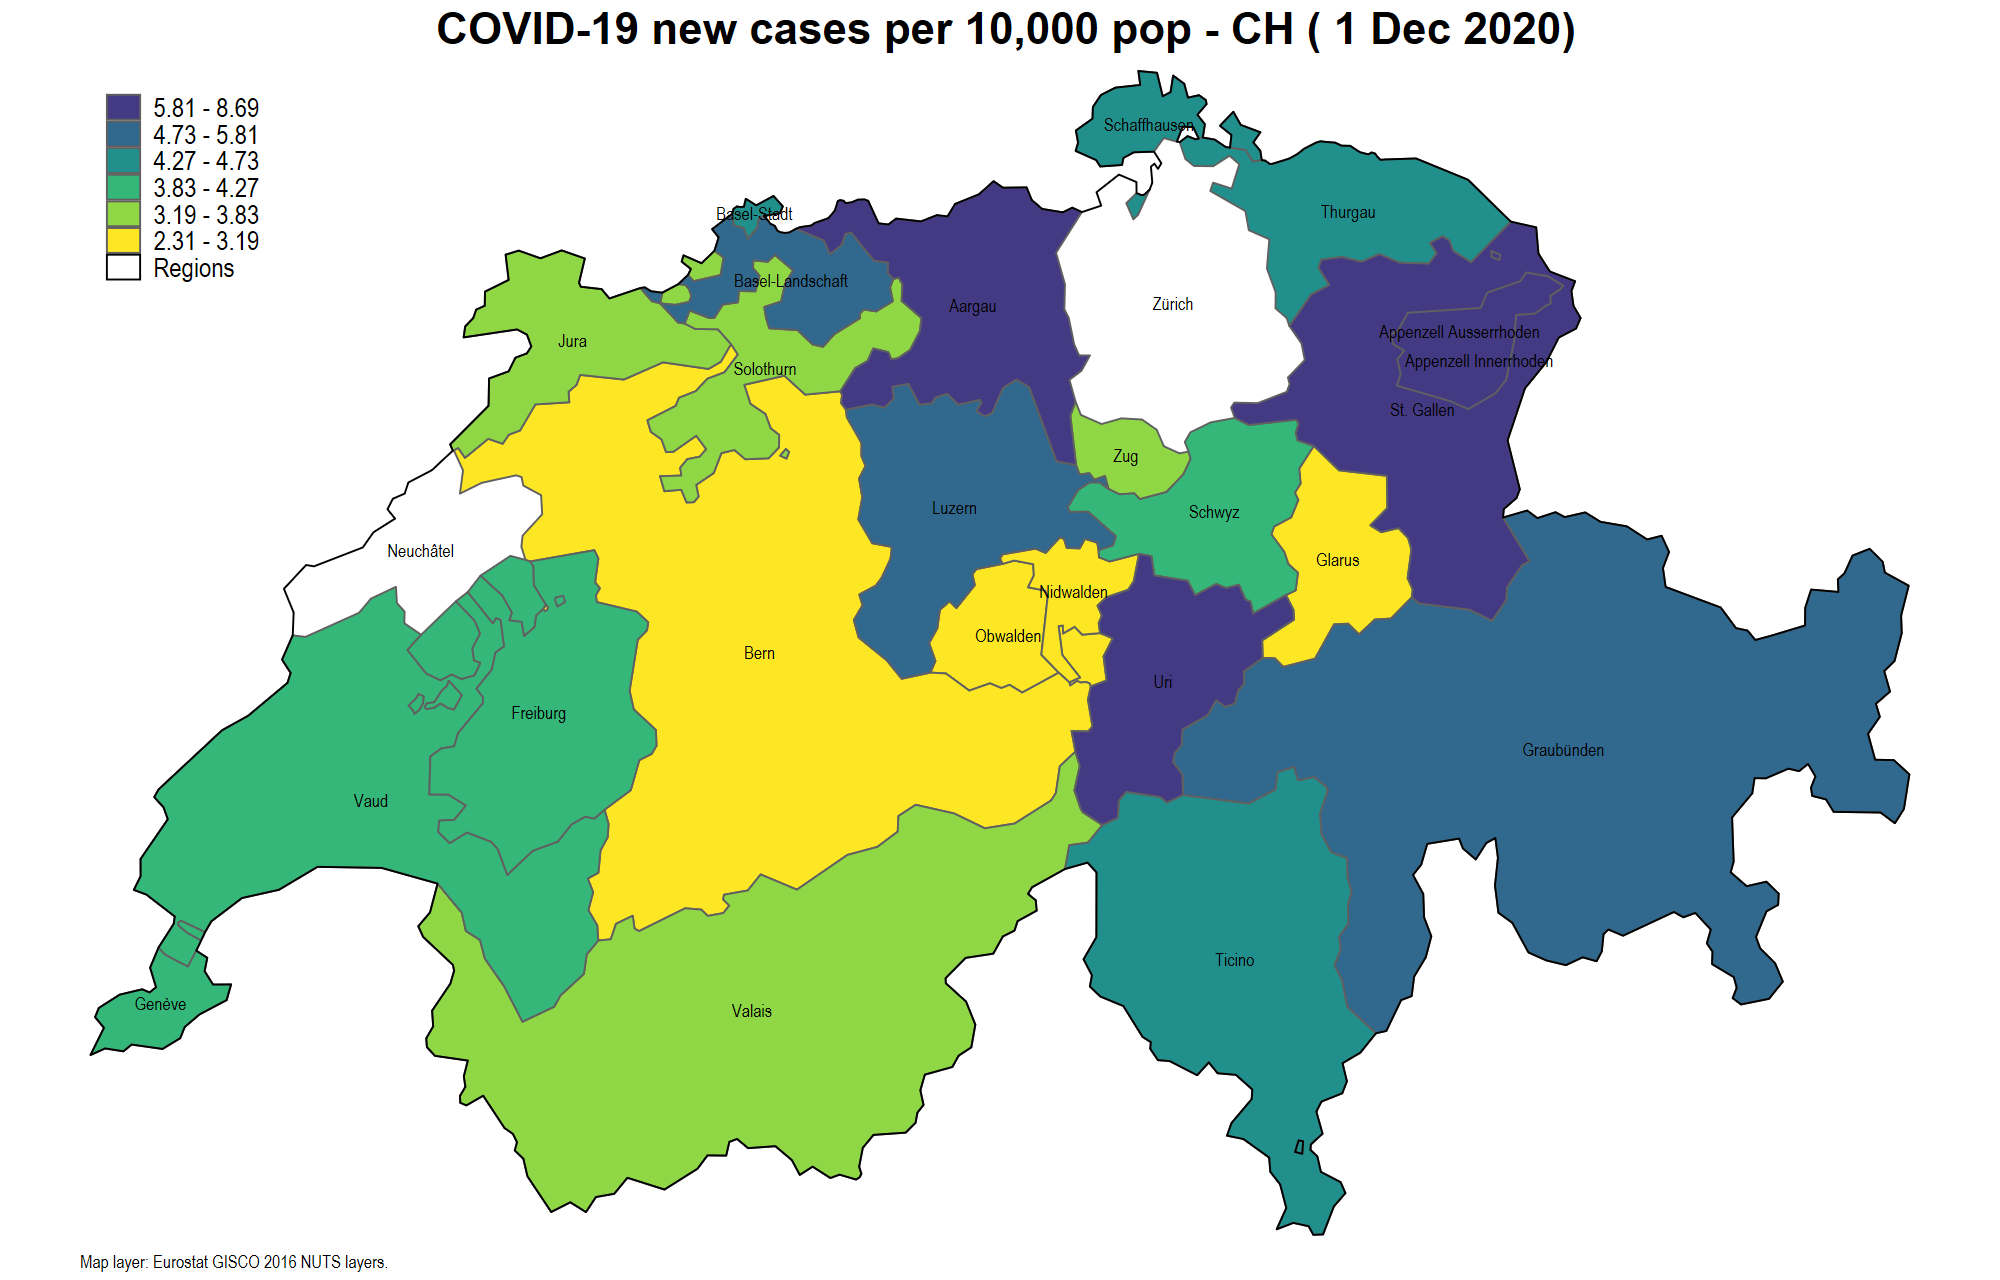 COVID-19 new cases per 10,000 pop - CH ( 1 Dec 2020)
5.81 - 8.69
4.73 - 5.81
4.27 - 4.73
3.83 - 4.27
3.19 - 3.83
2.31 - 3.19
Regions
Schaffhausen
Basel-Stadt
Thurgau
Basel-Landschaft
Aargau
Zürich
Appenzell Ausserrhoden
Jura
Appenzell Innerrhoden
Solothurn
St. Gallen
Zug
Luzern
Schwyz
Neuchâtel
Glarus
Nidwalden
Obwalden
Bern
Uri
Freiburg
Graubünden
Vaud
Ticino
Genève
Valais
Map layer: Eurostat GISCO 2016 NUTS layers.